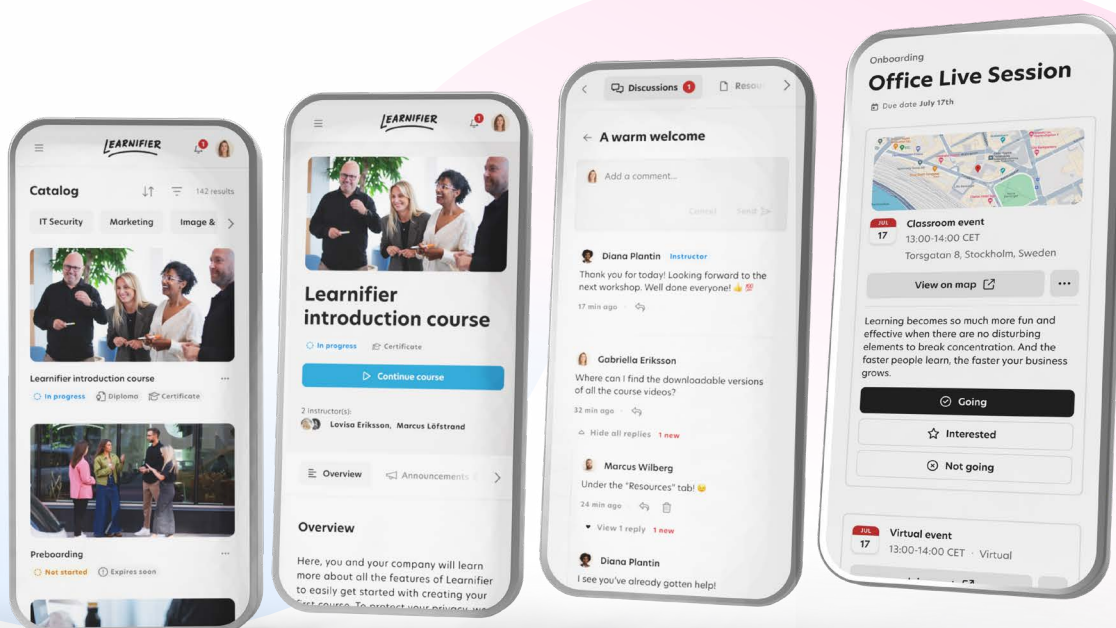 LEARNIFIER
Catalog
142 results
IT Security
Marketing
Image &
Learnifier introduction course
In progress
Diploma
Certificate
Preboarding
Not started
Expires soon
LEARNIFIER
Learnifier
introduction course
In progress
Certificate
Continue course
2 instructor(s):
Lovisa Eriksson, Marcus Löfstrand
Overview
Announcements
Overview
Here, you and your company will learn
more about all the features of Learnifier
to easily get started with creating your
first course. To protect your privacy, we
Discussions 1
Resou
A warm welcome
Add a comment...
Cancel
Send
Diana Plantin Instructor
Thank you for today! Looking forward to the
next workshop. Well done everyone! 👍 💯
17 min ago
Gabriella Eriksson
Where can I find the downloadable versions
of all the course videos?
32 min ago
Hide all replies 1 new
Marcus Wilberg
Under the "Resources" tab! 😊
24 min ago
View 1 reply 1 new
Diana Plantin
I see you've already gotten help!
Onboarding
Office Live Session
Due date July 17th
JUL
17
Classroom event
13:00-14:00 CET
Torsgatan 8, Stockholm, Sweden
View on map
Learning becomes so much more fun and
effective when there are no disturbing
elements to break concentration. And the
faster people learn, the faster your business
grows.
Going
Interested
Not going
JUL
17
Virtual event
13:00-14:00 CET · Virtual